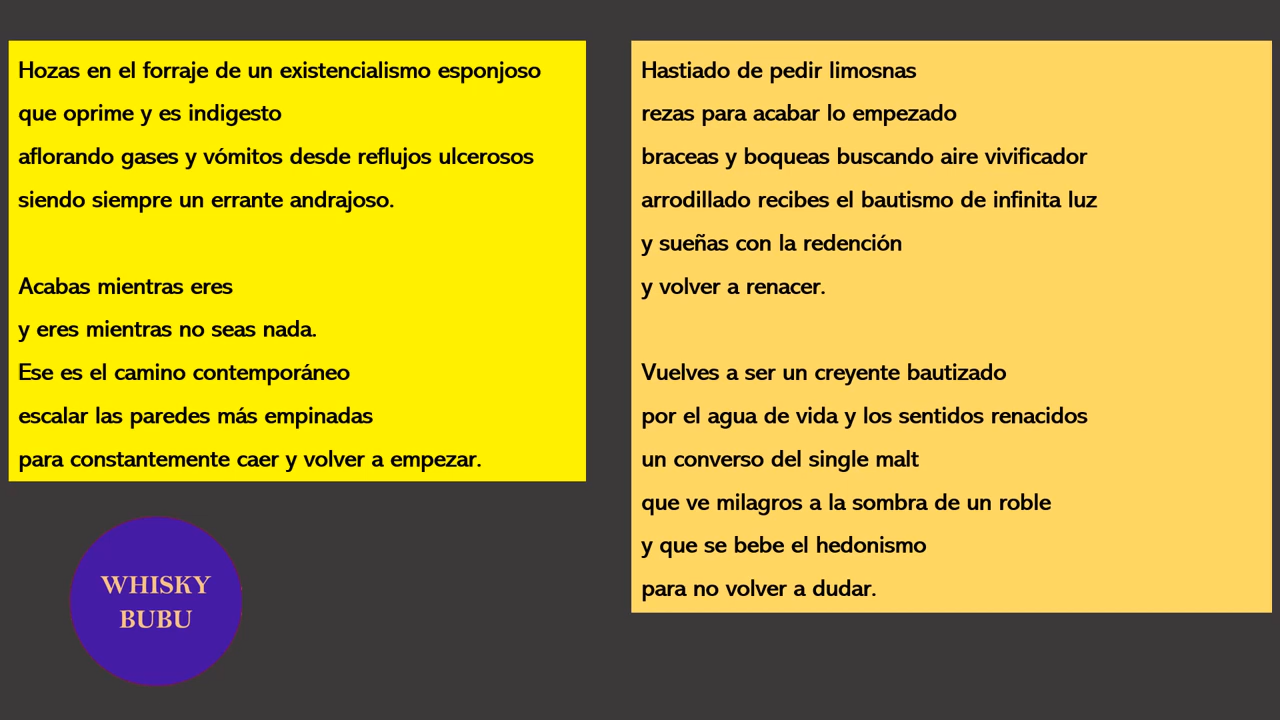 Hozas en el forraje de un existencialismo esponjoso
que oprime y es indigesto
aflorando gases y vómitos desde reflujos ulcerosos
siendo siempre un errante andrajoso.
Acabas mientras eres
y eres mientras no seas nada.
Ese es el camino contemporáneo
escalar las paredes más empinadas
para constantemente caer y volver a empezar.
WHISKY
BUBU
Hastiado de pedir limosnas
rezas para acabar lo empezado
braceas y boqueas buscando aire vivificador
arrodillado recibes el bautismo de infinita luz
y sueñas con la redención
y volver a renacer.
Vuelves a ser un creyente bautizado
por el agua de vida y los sentidos renacidos
un converso del single malt
que ve milagros a la sombra de un roble
y que se bebe el hedonismo
para no volver a dudar.